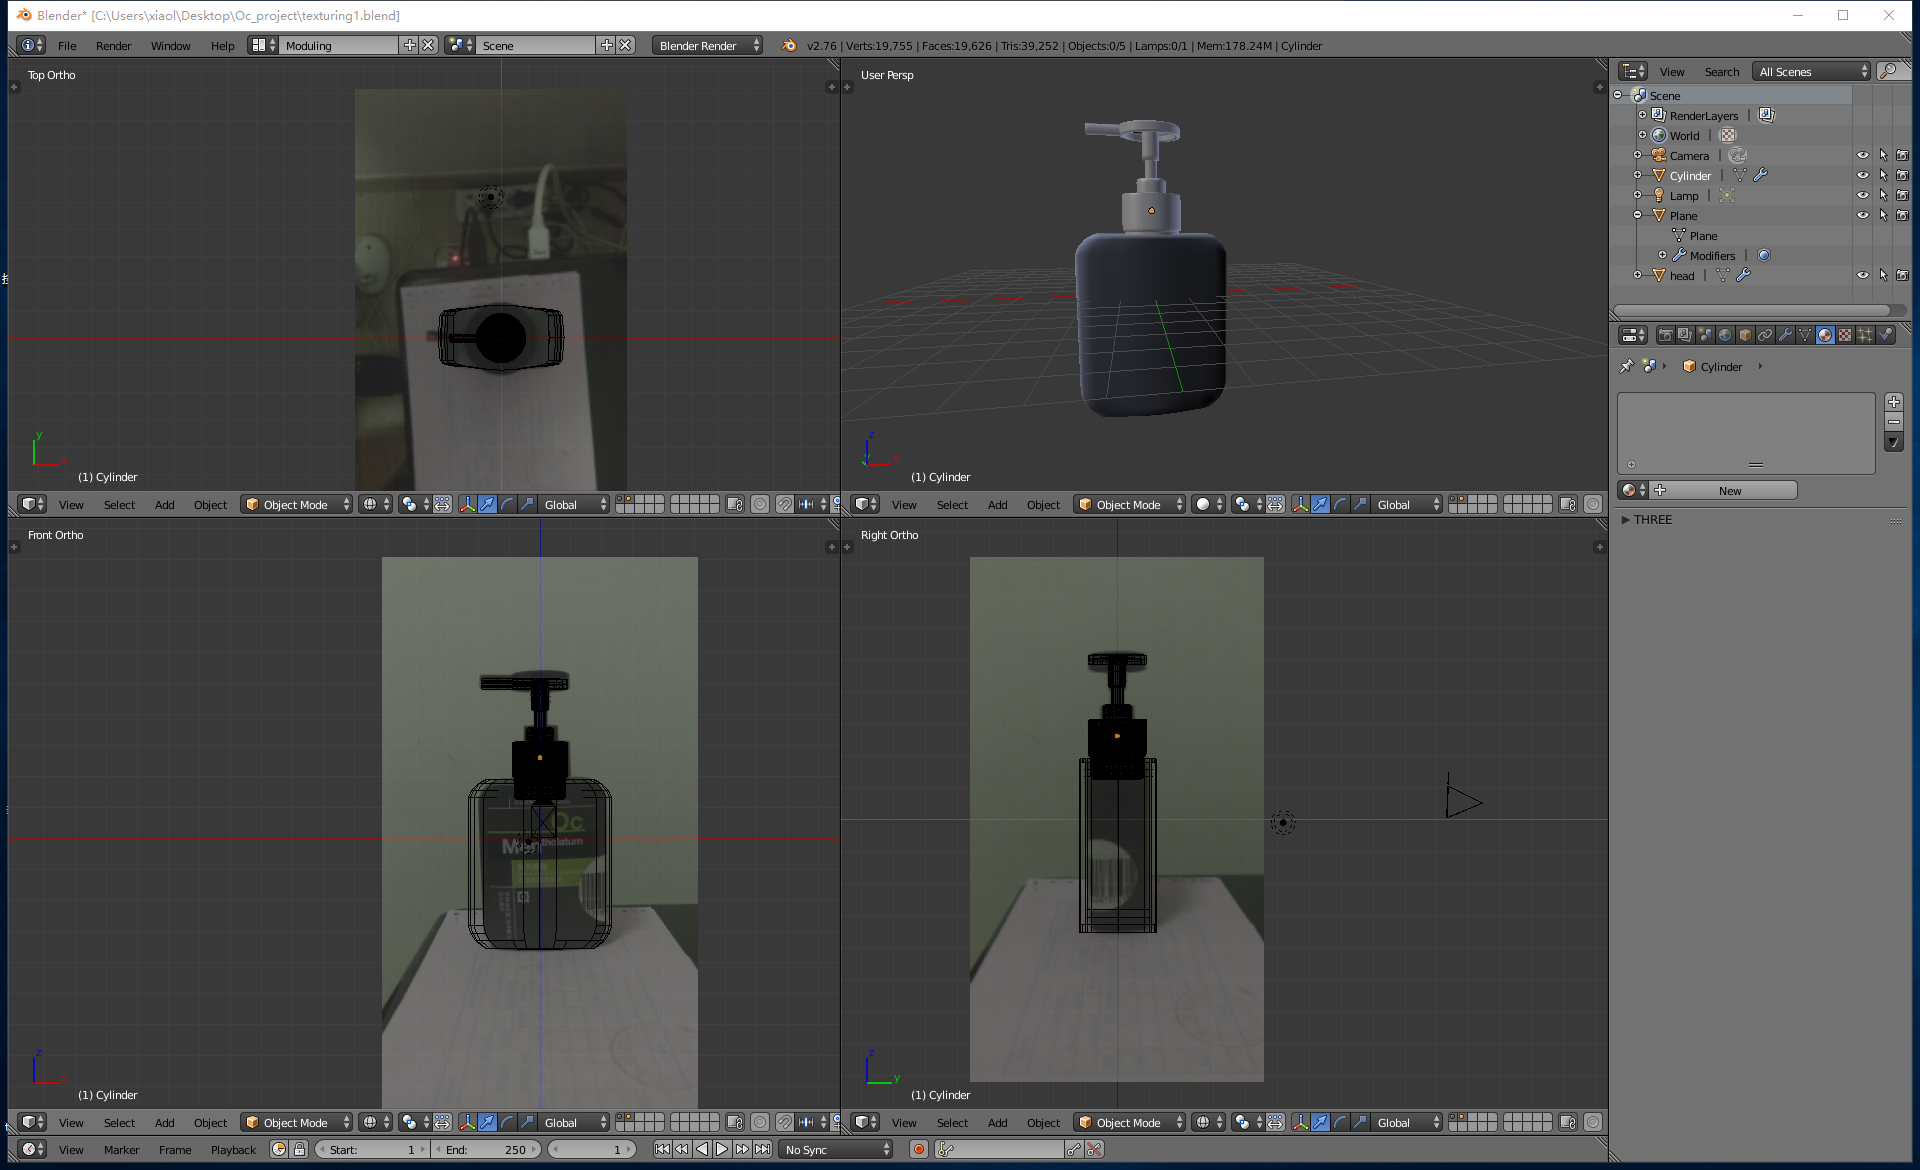 Blender* [C:\Users\xiaol\Desktop\Oc_project\texturing1.blend]
File Render Window Help Moduling Scene Blender Render v2.76 | Verts:19,755 | Faces:19,626 | Tris:39,252 | Objects:0/5 | Lamps:0/1 | Mem:178.24M | Cylinder
Top Ortho
y
x
(1) Cylinder
View Select Add Object Object Mode Global
User Persp
z
x
(1) Cylinder
View Select Add Object Object Mode Global
Front Ortho
Oc
Mentholatum
z
x
(1) Cylinder
View Select Add Object Object Mode Global
Right Ortho
z
y
(1) Cylinder
View Select Add Object Object Mode Global
View Marker Frame Playback Start: 1 End: 250 1 No Sync
View Search All Scenes
Scene
RenderLayers |
World |
Camera |
Cylinder |
Lamp |
Plane
Plane
Modifiers |
head |
Cylinder
New
THREE